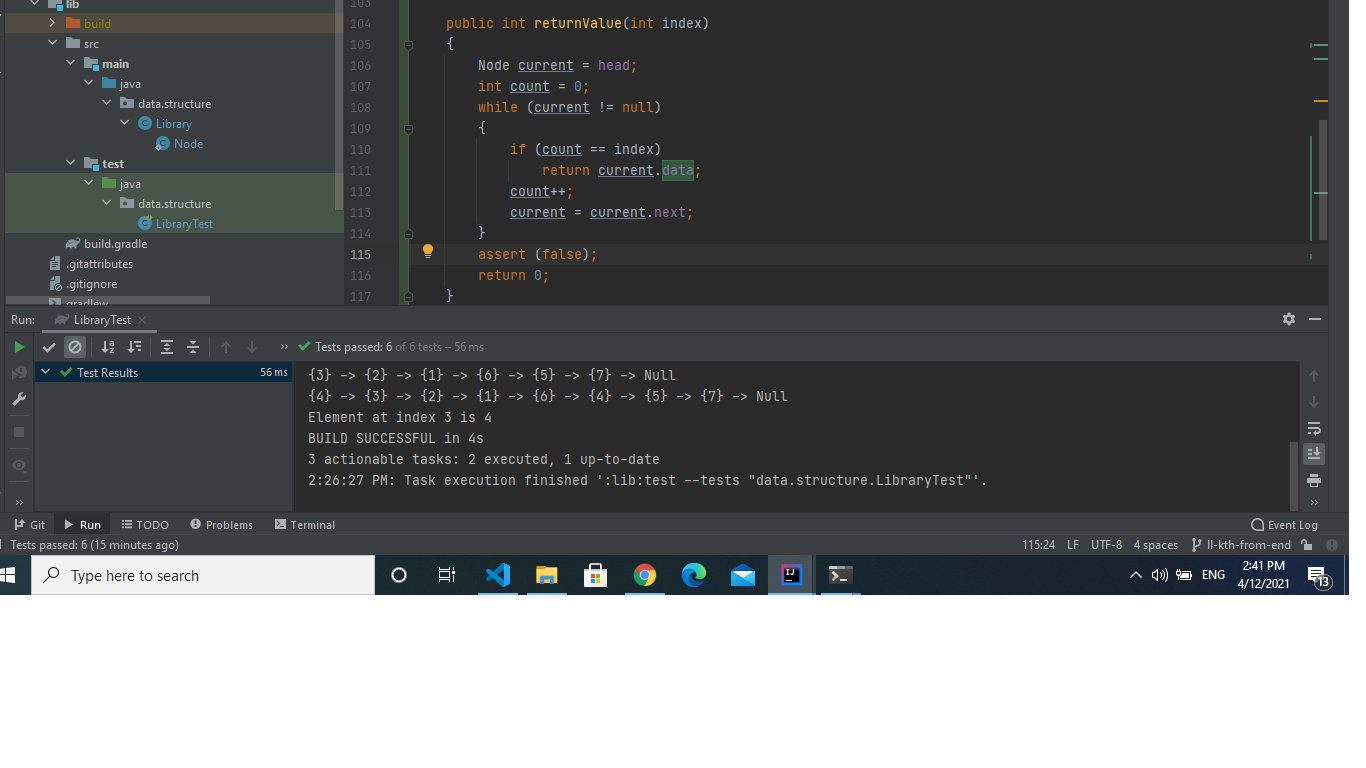 lib
build
src
main
java
data.structure
Library
Node
test
java
data.structure
LibraryTest
build.gradle
.gitattributes
.gitignore
gradlew
103
104 public int returnValue(int index)
105 {
106 Node current = head;
107 int count = 0;
108 while (current != null)
109 {
110 if (count == index)
111 return current.data;
112 count++;
113 current = current.next;
114 }
115 assert (false);
116 return 0;
117 }
Run: LibraryTest
Tests passed: 6 of 6 tests – 56 ms
Test Results 56 ms
{3} -> {2} -> {1} -> {6} -> {5} -> {7} -> Null
{4} -> {3} -> {2} -> {1} -> {6} -> {4} -> {5} -> {7} -> Null
Element at index 3 is 4
BUILD SUCCESSFUL in 4s
3 actionable tasks: 2 executed, 1 up-to-date
2:26:27 PM: Task execution finished ':lib:test --tests "data.structure.LibraryTest"'.
Git Run TODO Problems Terminal Event Log
Tests passed: 6 (15 minutes ago) 115:24 LF UTF-8 4 spaces ll-kth-from-end
Type here to search
ENG
2:41 PM
4/12/2021
13